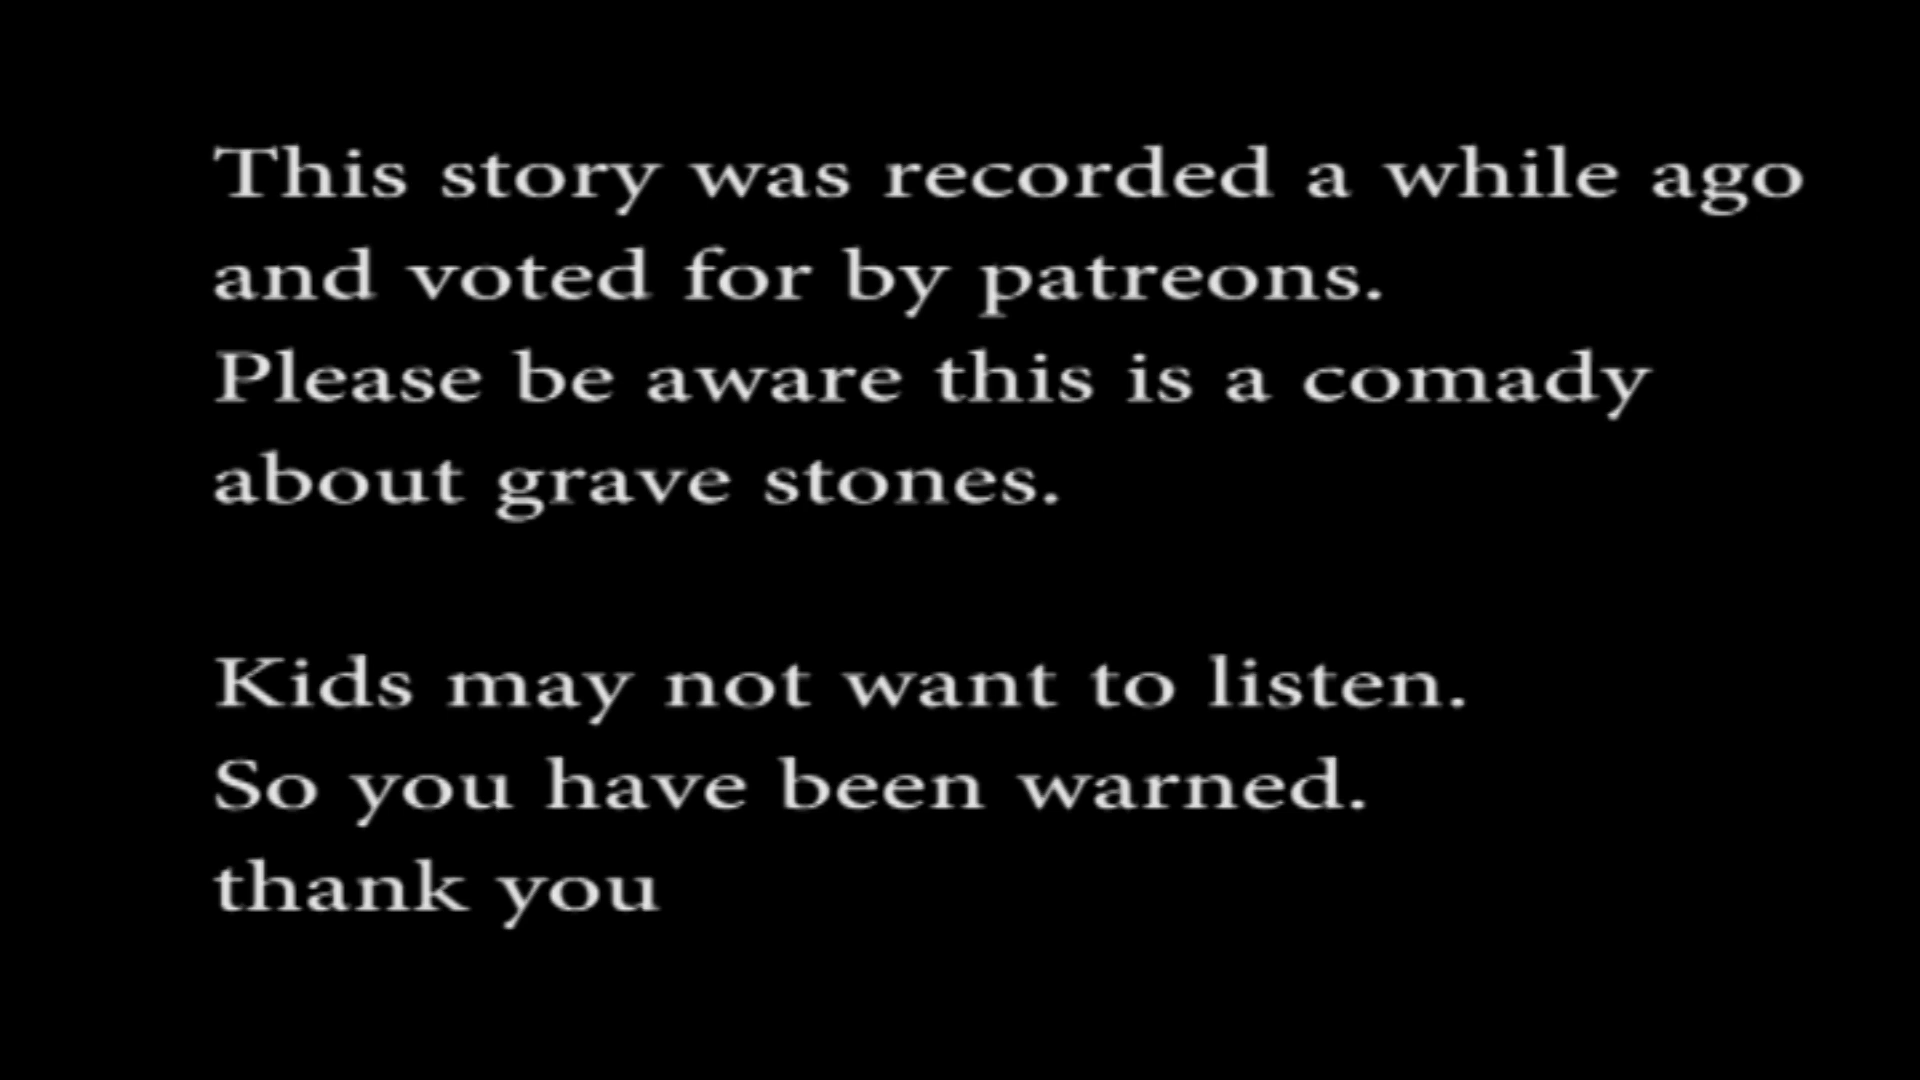 This story was recorded a while ago
and voted for by patreons.
Please be aware this is a comady
about grave stones.
Kids may not want to listen.
So you have been warned.
thank you